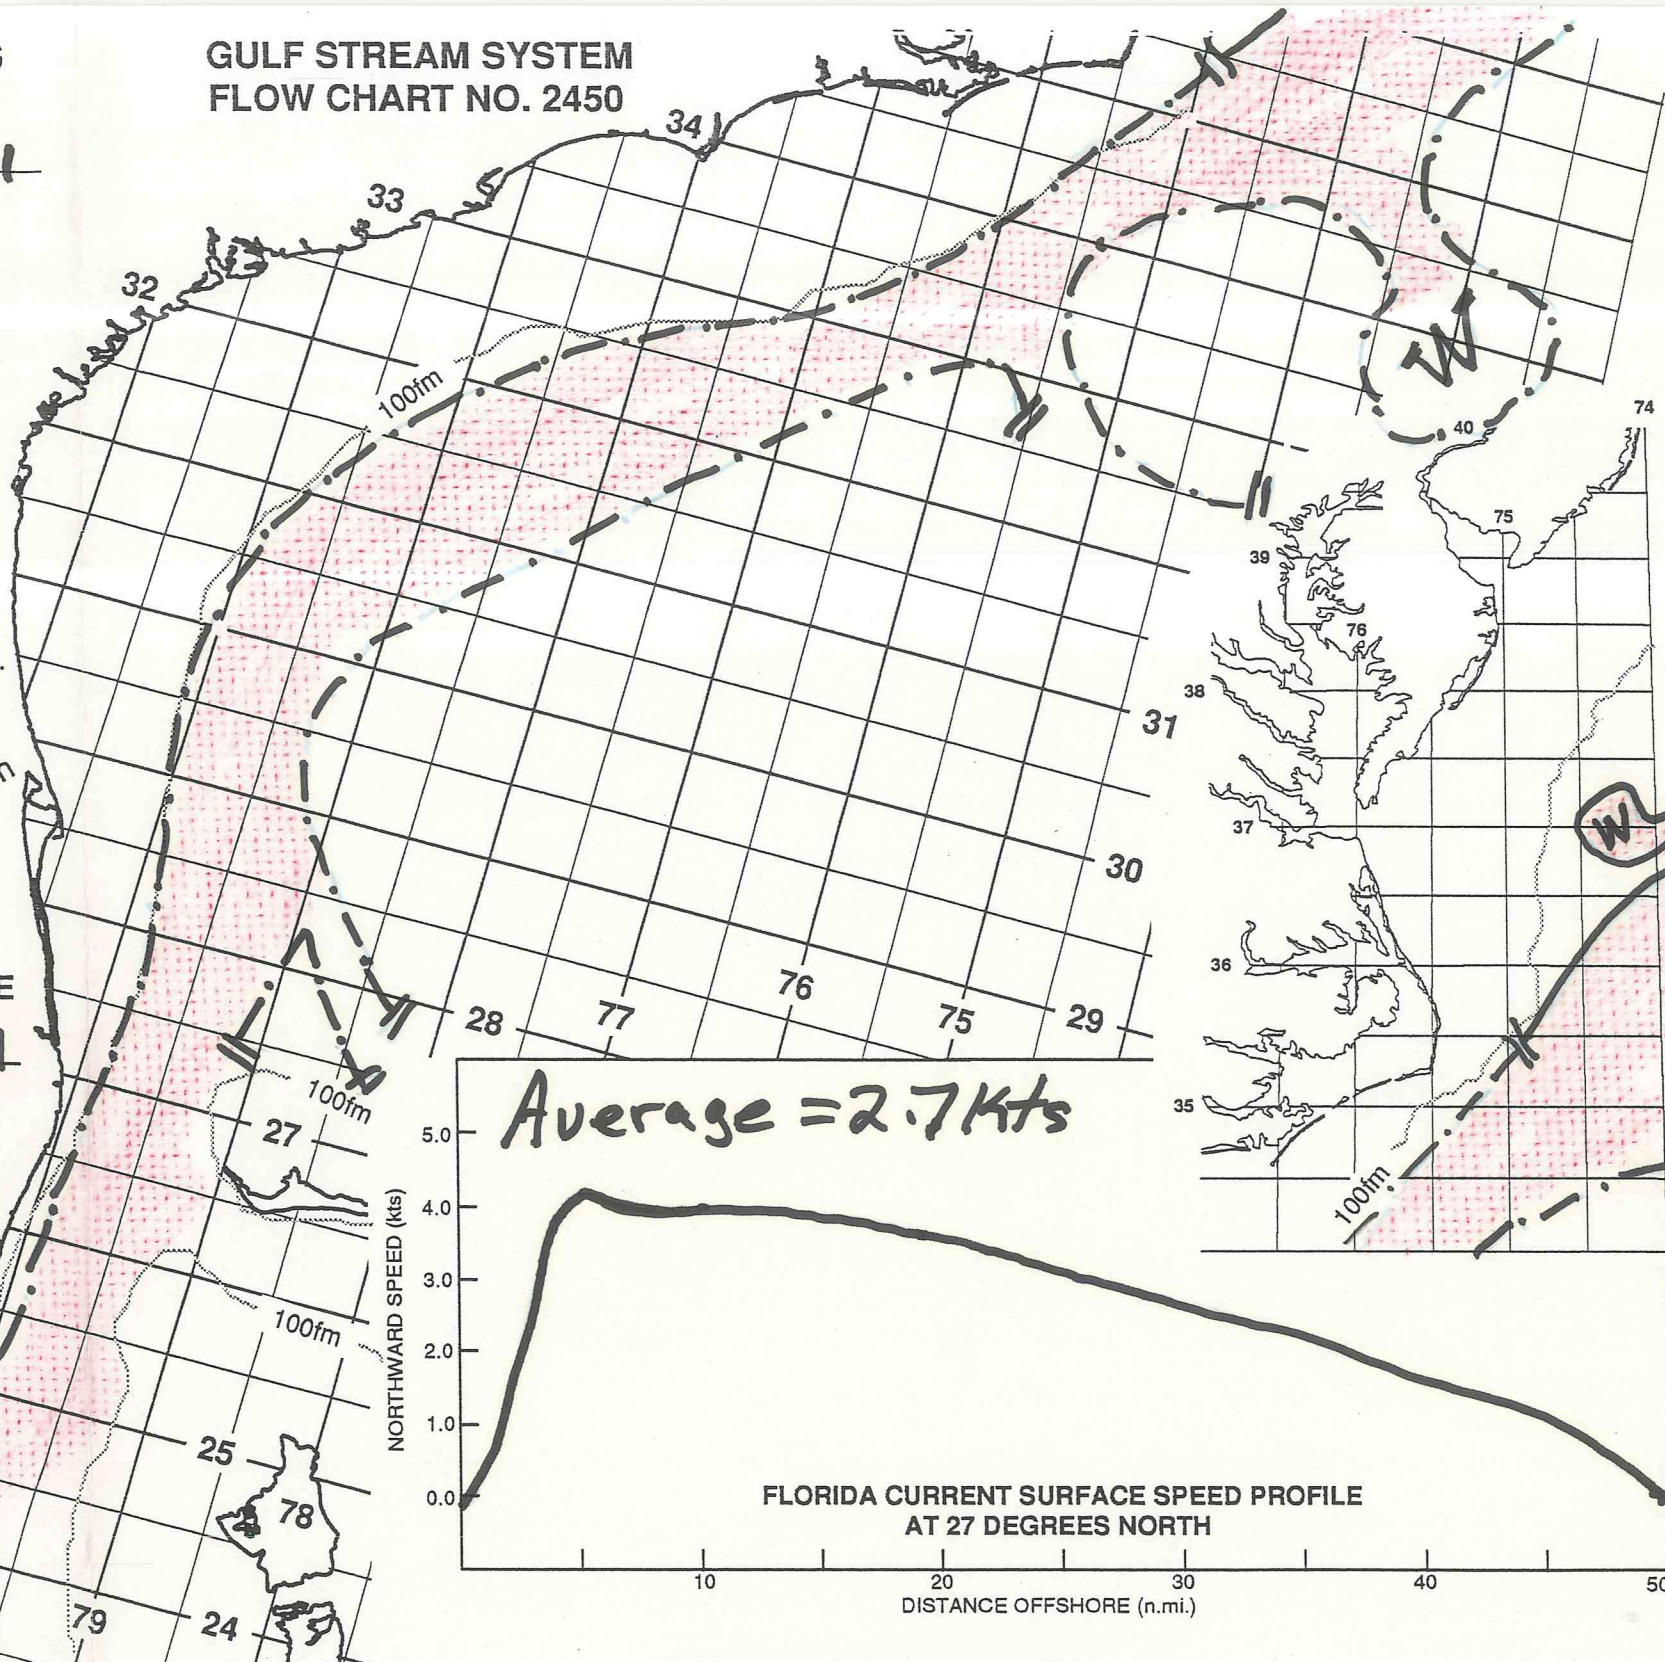 GULF STREAM SYSTEM
FLOW CHART NO. 2450
34
33
32
100fm
W
74
40
75
39
76
38
31
37
W
30
36
76
77
75
29
28
100fm
27
35
100fm
Average = 2.7 Kts
5.0
4.0
3.0
2.0
1.0
0.0
NORTHWARD SPEED (kts)
100fm
25
78
79
24
FLORIDA CURRENT SURFACE SPEED PROFILE
AT 27 DEGREES NORTH
10 20 30 40 50
DISTANCE OFFSHORE (n.mi.)